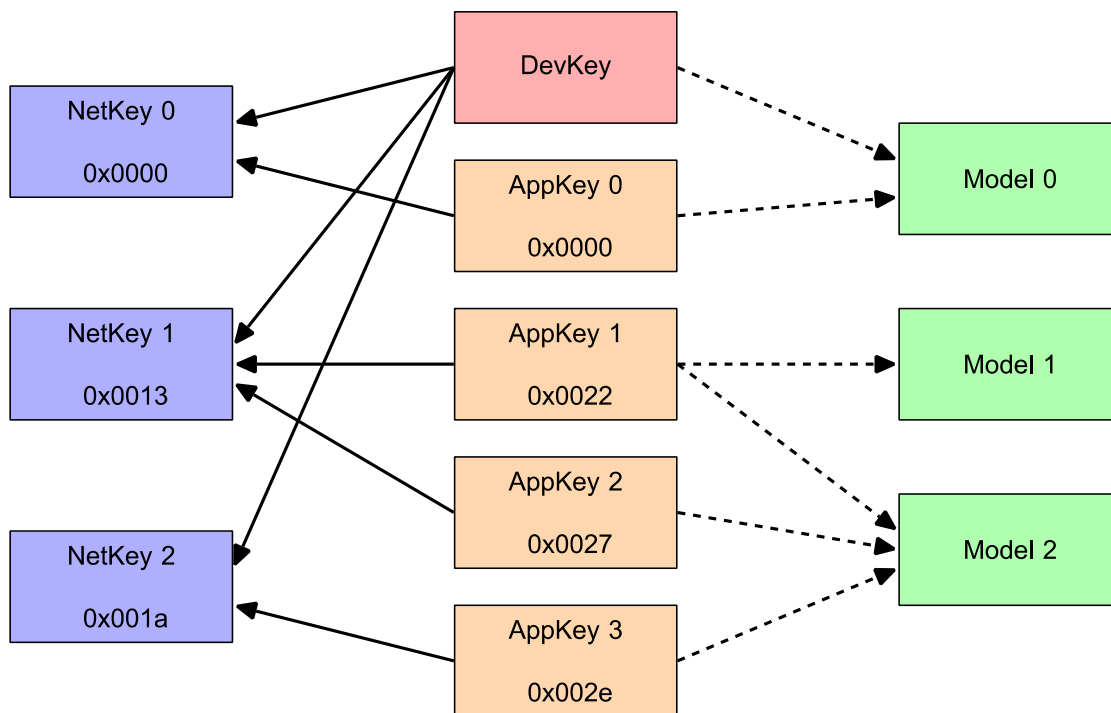 DevKey
NetKey 0
0x0000
Model 0
AppKey 0
0x0000
NetKey 1
0x0013
AppKey 1
0x0022
Model 1
AppKey 2
0x0027
Model 2
NetKey 2
0x001a
AppKey 3
0x002e